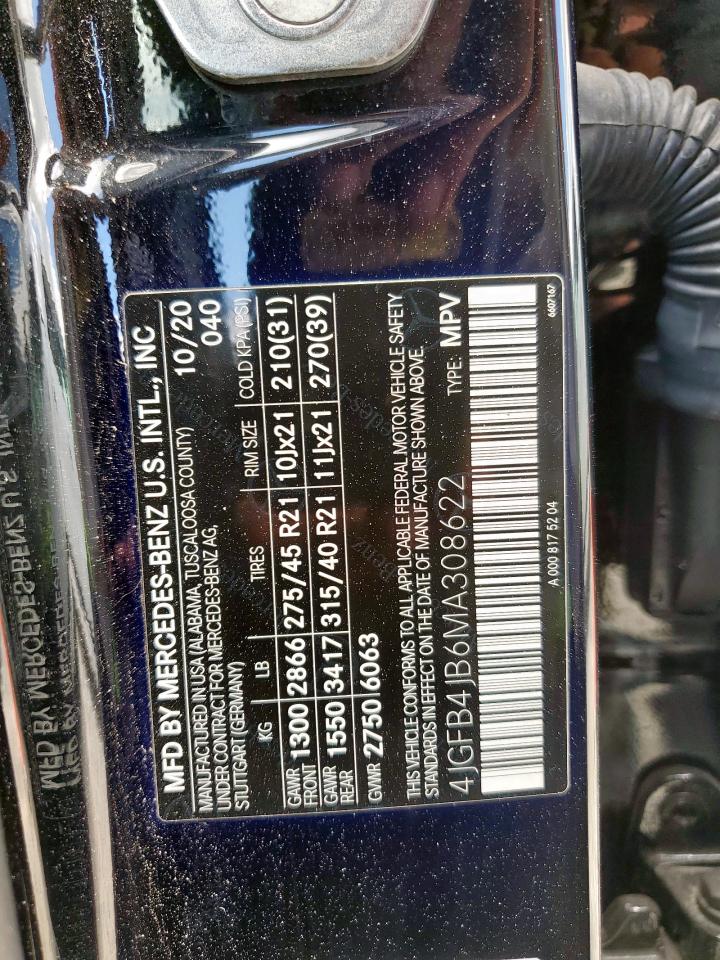 MFD BY MERCEDES-BENZ U.S. INTL., INC
MANUFACTURED IN USA (ALABAMA, TUSCALOOSA COUNTY) 10/20
UNDER CONTRACT FOR MERCEDES-BENZ AG, 040
STUTTGART (GERMANY)
KG LB TIRES RIM SIZE COLD KPA (PSI)
GAWR FRONT 1300 2866 275/45 R21 10Jx21 210(31)
GAWR REAR 1550 3417 315/40 R21 11Jx21 270(39)
GVWR 2750 6063
THIS VEHICLE CONFORMS TO ALL APPLICABLE FEDERAL MOTOR VEHICLE SAFETY
STANDARDS IN EFFECT ON THE DATE OF MANUFACTURE SHOWN ABOVE.
4JGFB4JB6MA308622 TYPE: MPV
A 000 817 52 04 6607167